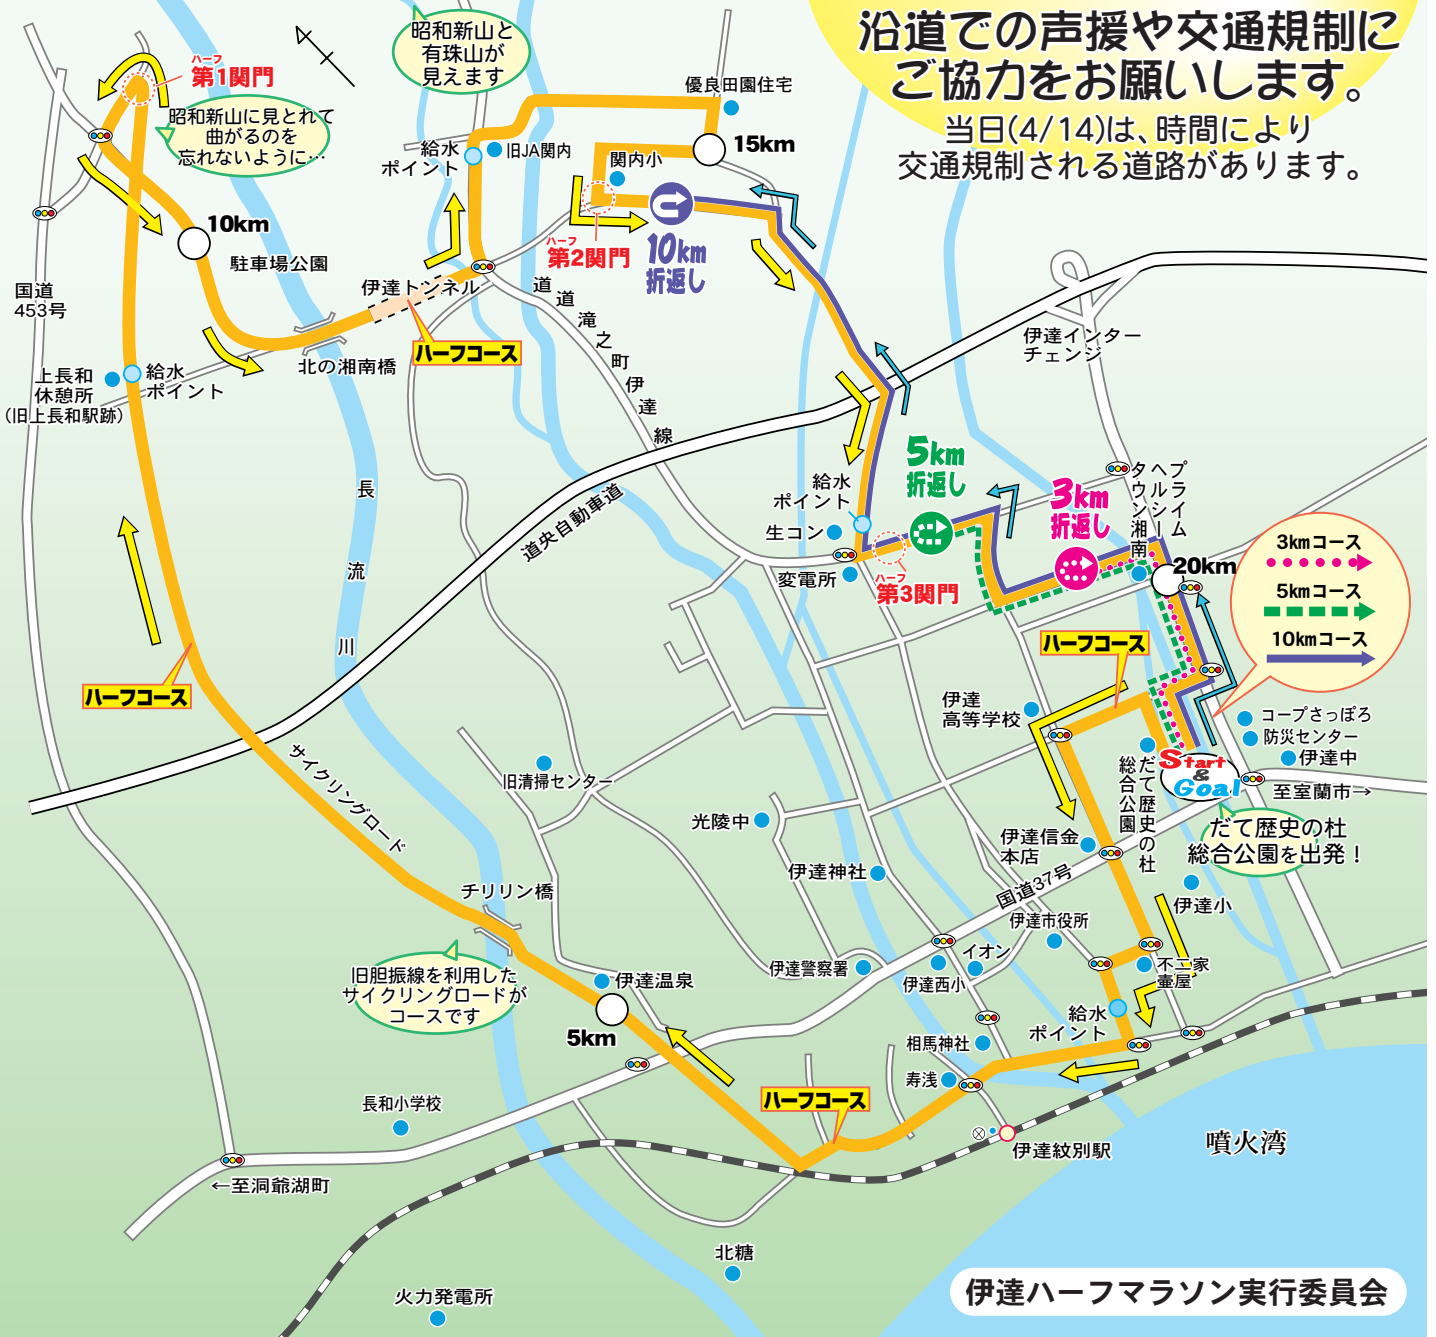 沿道での声援や交通規制に
ご協力をお願いします。
当日(4/14)は、時間により
交通規制される道路があります。
昭和新山と
有珠山が
見えます
ハーフ
第1関門
昭和新山に見とれて
曲がるのを
忘れないように…
優良田園住宅
15km
給水
ポイント
旧JA関内
関内小
ハーフ
第2関門
10km
折返し
10km
駐車場公園
伊達トンネル
ハーフコース
北の湘南橋
国道
453号
上長和
休憩所
(旧上長和駅跡)
給水
ポイント
道道滝之町伊達線
伊達インター
チェンジ
長流川
道央自動車道
5km
折返し
3km
折返し
給水
ポイント
生コン
変電所
ハーフ
第3関門
プライム
ヘルシー
タウン湘南
20km
3kmコース
5kmコース
10kmコース
ハーフコース
ハーフコース
サイクリングロード
旧清掃センター
伊達
高等学校
コープさっぽろ
防災センター
伊達中
至室蘭市→
Start
&
Goal
だて歴史の杜
総合公園
だて歴史の杜
総合公園を出発!
光陵中
伊達神社
伊達信金
本店
国道37号
伊達小
伊達市役所
チリリン橋
旧胆振線を利用した
サイクリングロードが
コースです
伊達温泉
5km
伊達警察署
伊達西小
イオン
不二家
壷屋
給水
ポイント
相馬神社
寿浅
ハーフコース
長和小学校
伊達紋別駅
噴火湾
←至洞爺湖町
北糖
火力発電所
伊達ハーフマラソン実行委員会